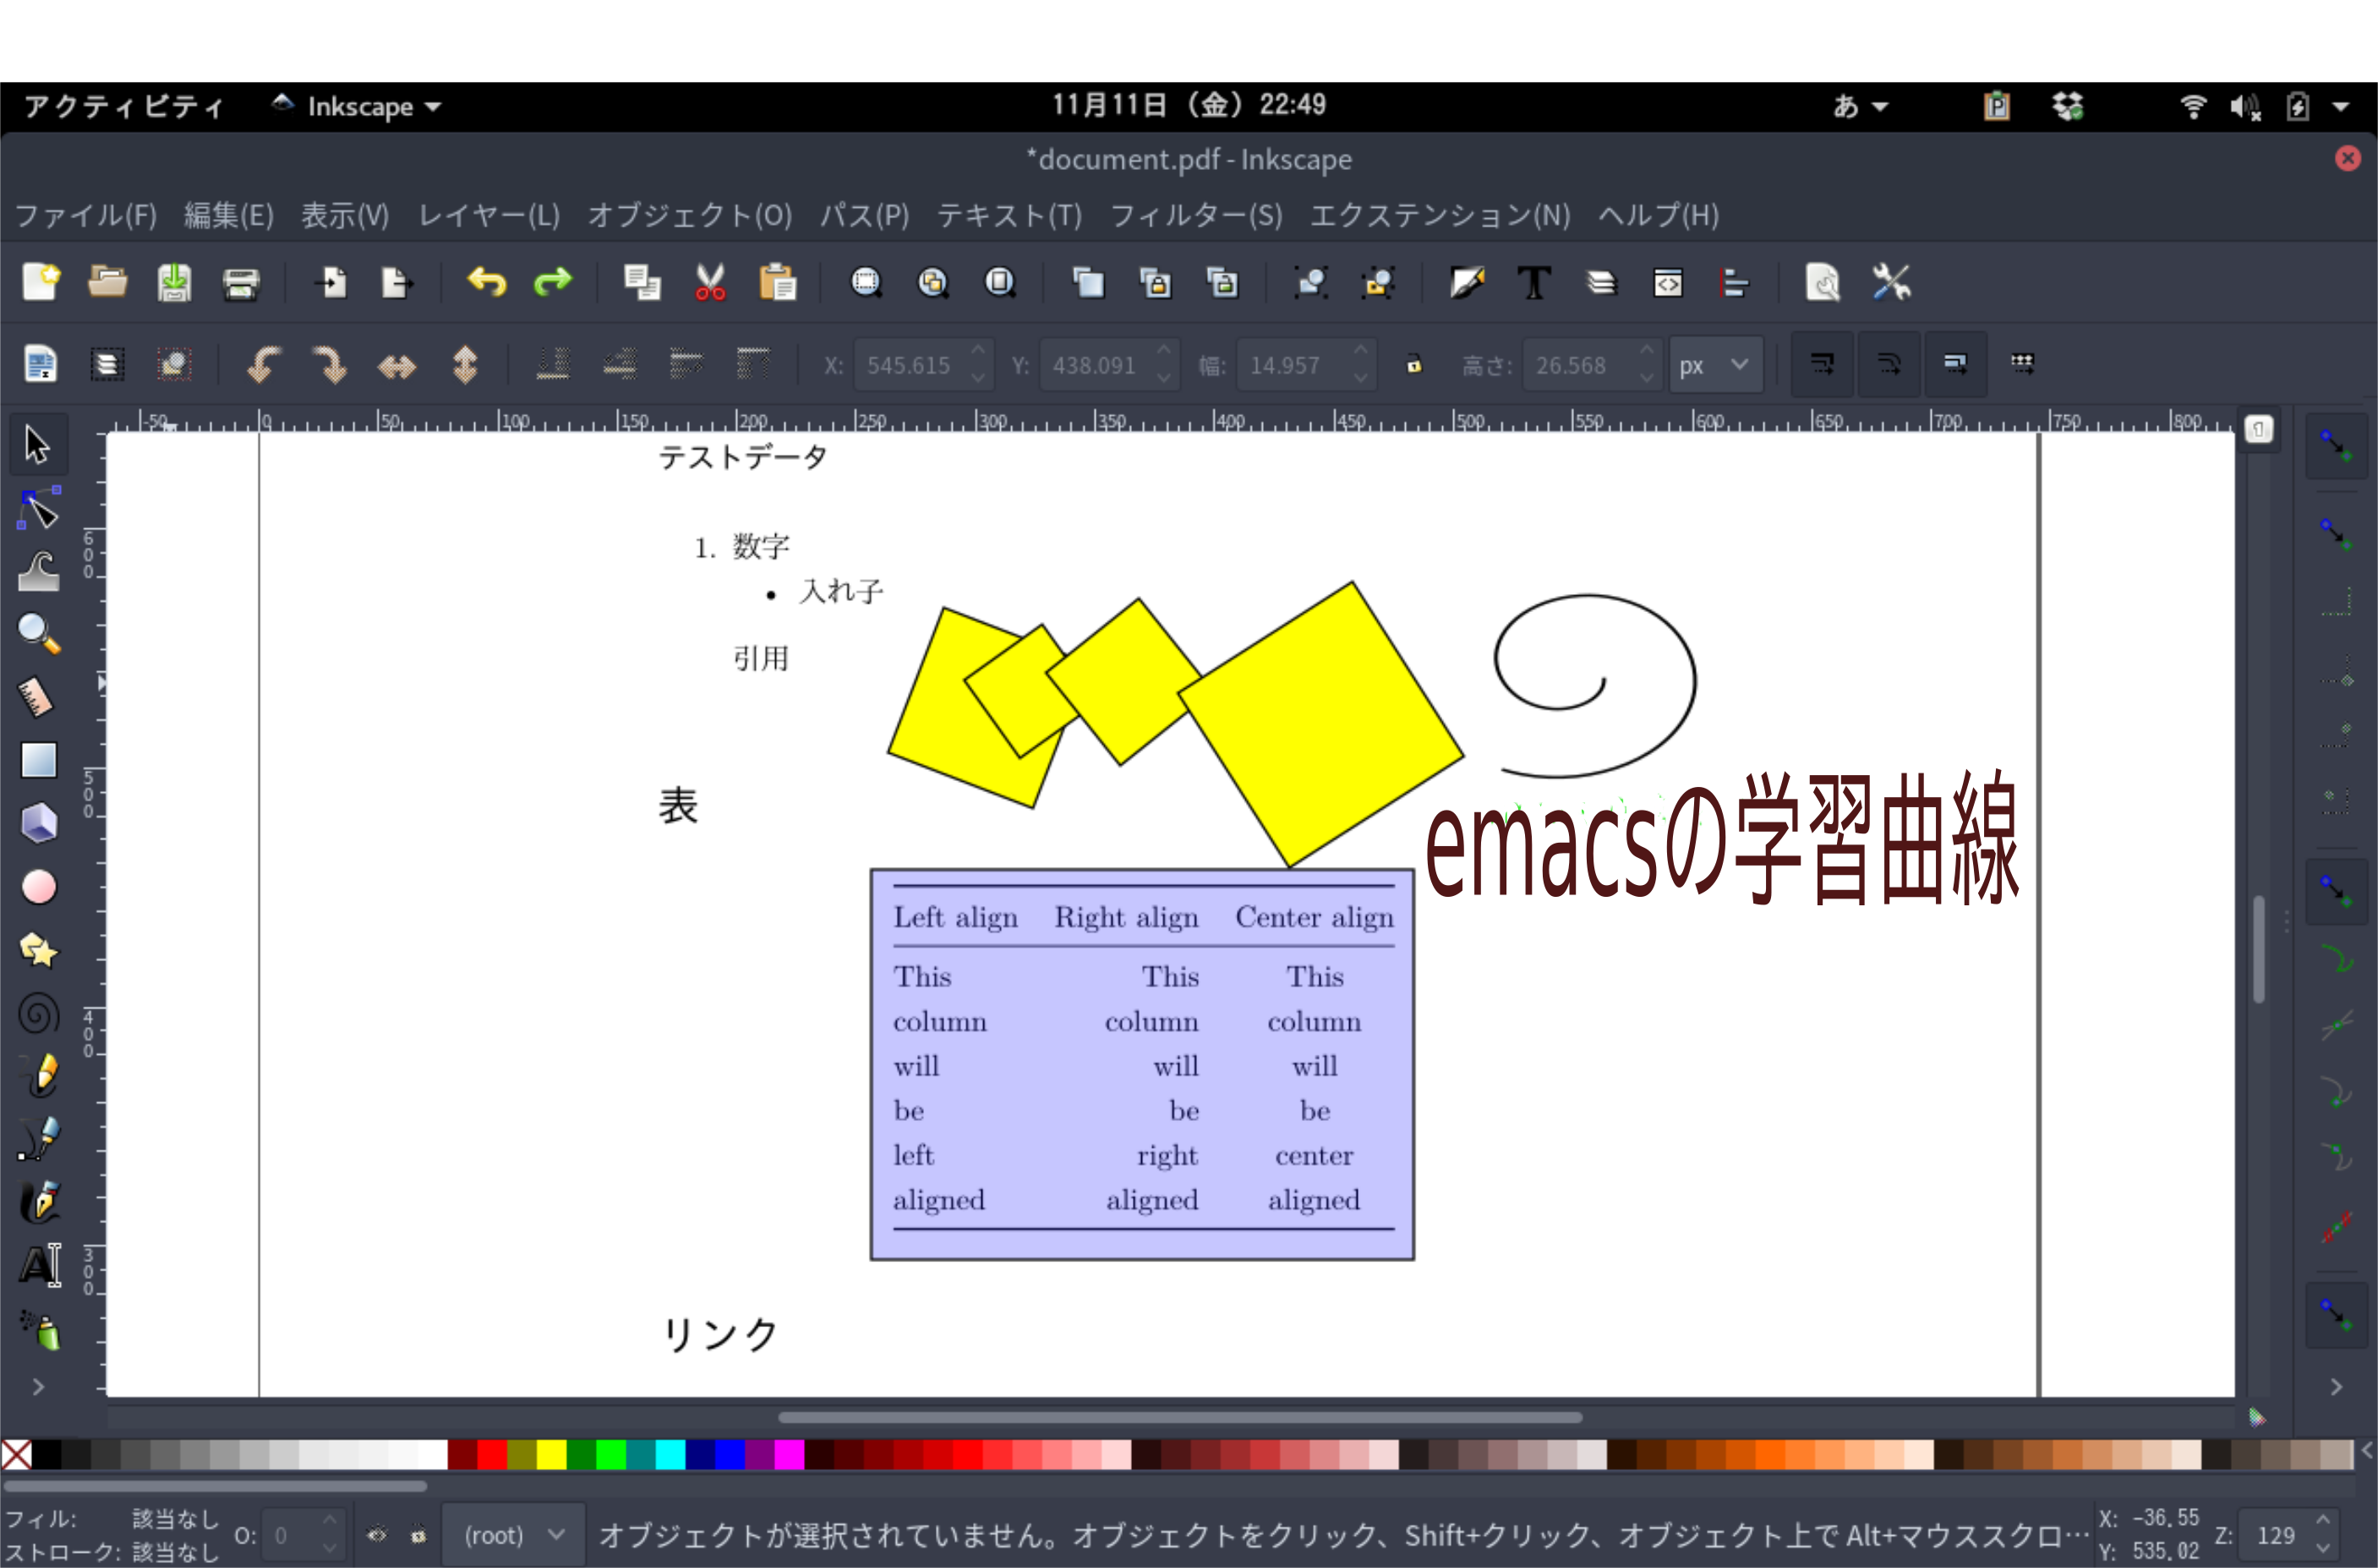 アクティビティ Inkscape 11月11日 （金） 22:49 あ
*document.pdf - Inkscape
ファイル(F) 編集(E) 表示(V) レイヤー(L) オブジェクト(O) パス(P) テキスト(T) フィルター(S) エクステンション(N) ヘルプ(H)
X: 545.615 Y: 438.091 幅: 14.957 高さ: 26.568 px
-50 0 50 100 150 200 250 300 350 400 450 500 550 600 650 700 750 800
テストデータ
1. 数字
• 入れ子
引用
600
500
400
300
表
emacsの学習曲線
Left align Right align Center align
This This This
column column column
will will will
be be be
left right center
aligned aligned aligned
リンク
フィル: 該当なし
ストローク: 該当なし
O: 0 (root) オブジェクトが選択されていません。オブジェクトをクリック、Shift+クリック、オブジェクト上で Alt+マウススクロ…
X: -36.55
Y: 535.02
Z: 129